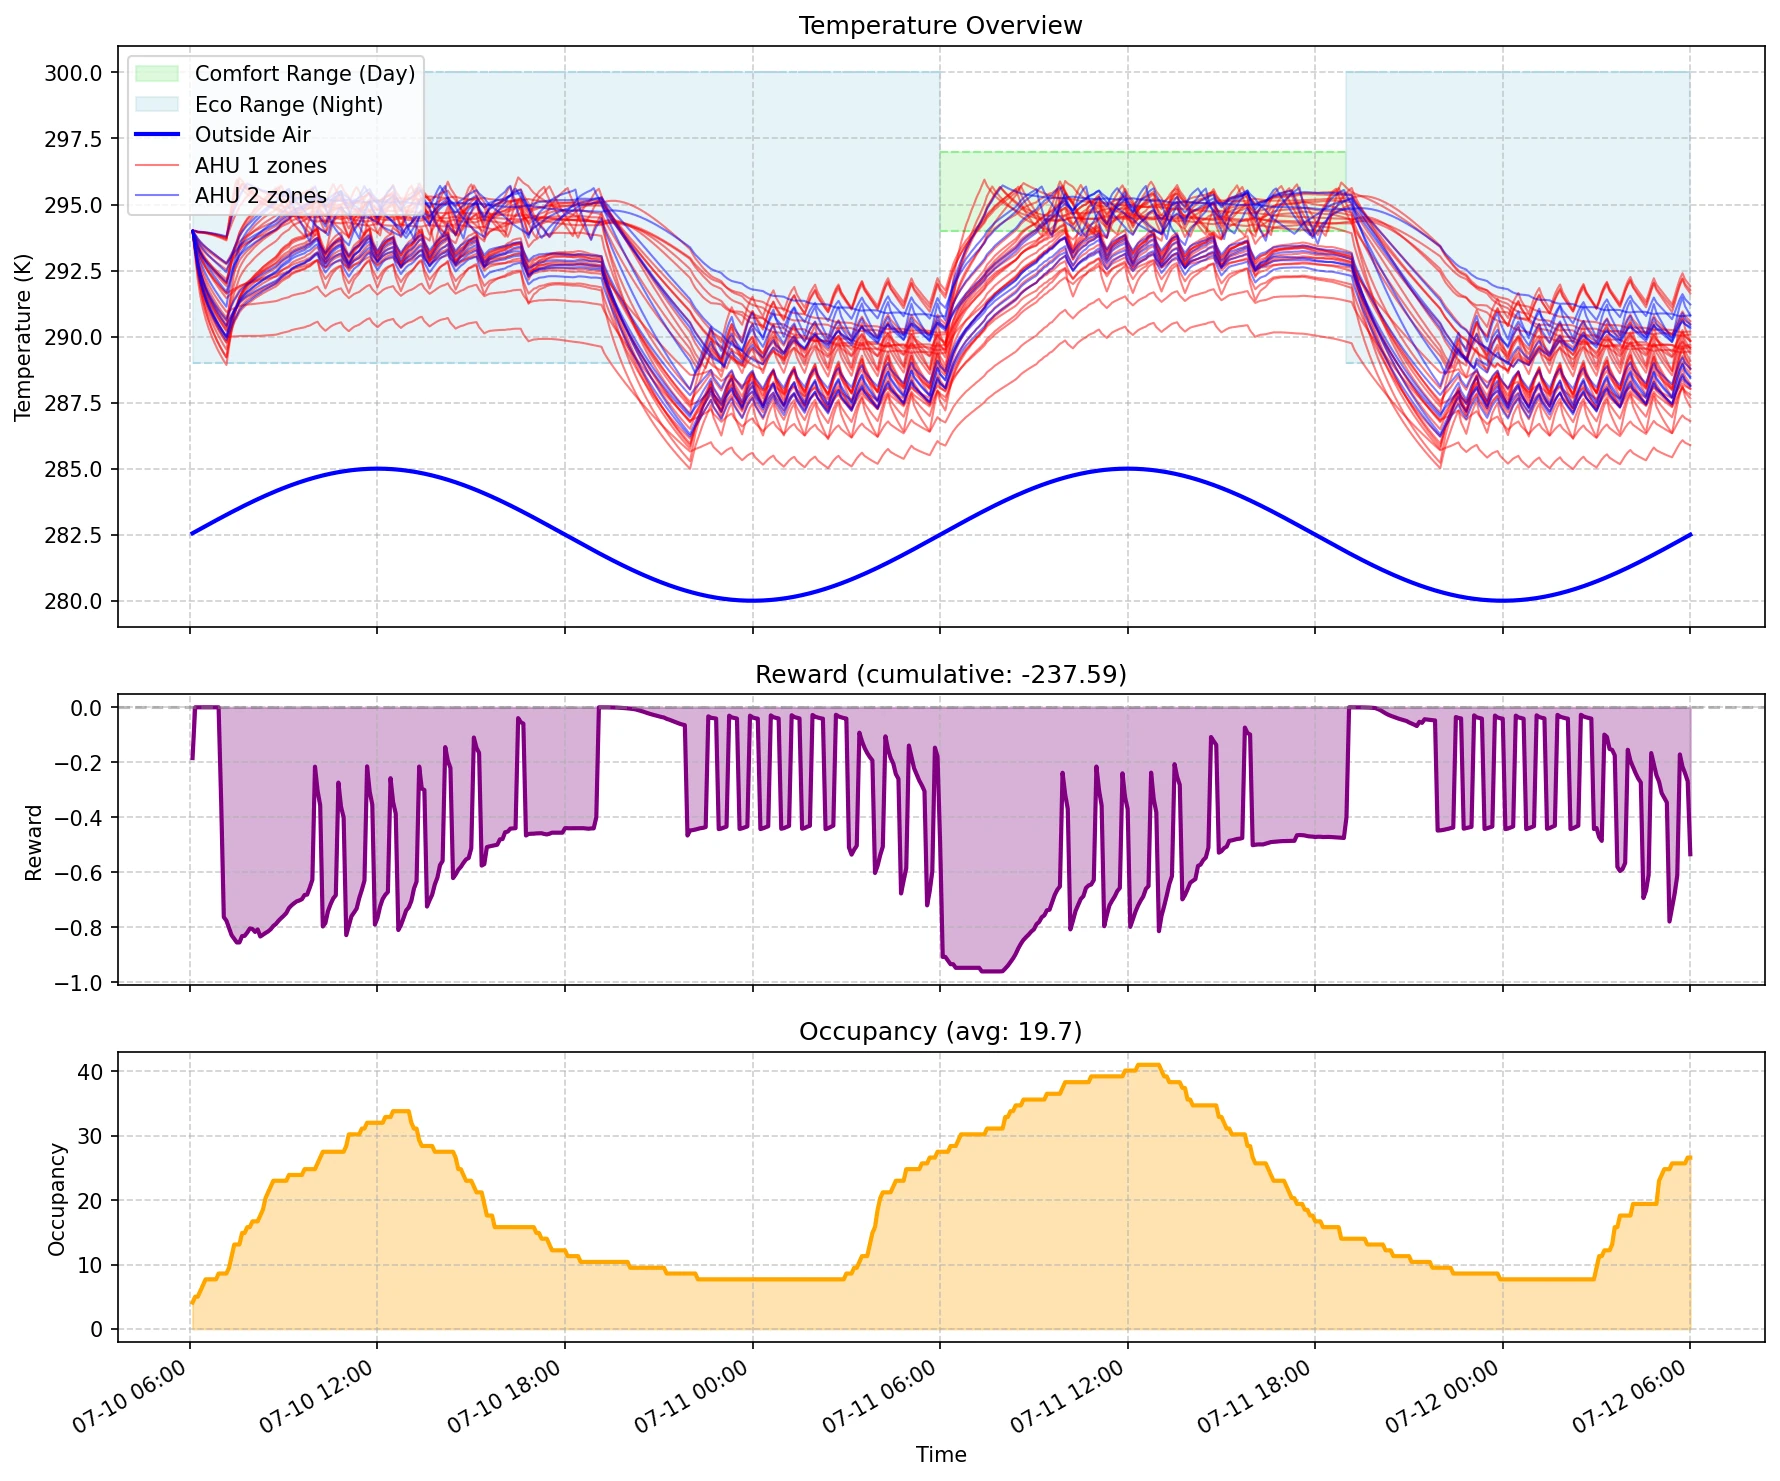 Temperature Overview
Temperature (K)
300.0
297.5
295.0
292.5
290.0
287.5
285.0
282.5
280.0
Comfort Range (Day)
Eco Range (Night)
Outside Air
AHU 1 zones
AHU 2 zones
Reward (cumulative: -237.59)
Reward
0.0
−0.2
−0.4
−0.6
−0.8
−1.0
Occupancy (avg: 19.7)
Occupancy
40
30
20
10
0
07-10 06:00
07-10 12:00
07-10 18:00
07-11 00:00
07-11 06:00
07-11 12:00
07-11 18:00
07-12 00:00
07-12 06:00
Time